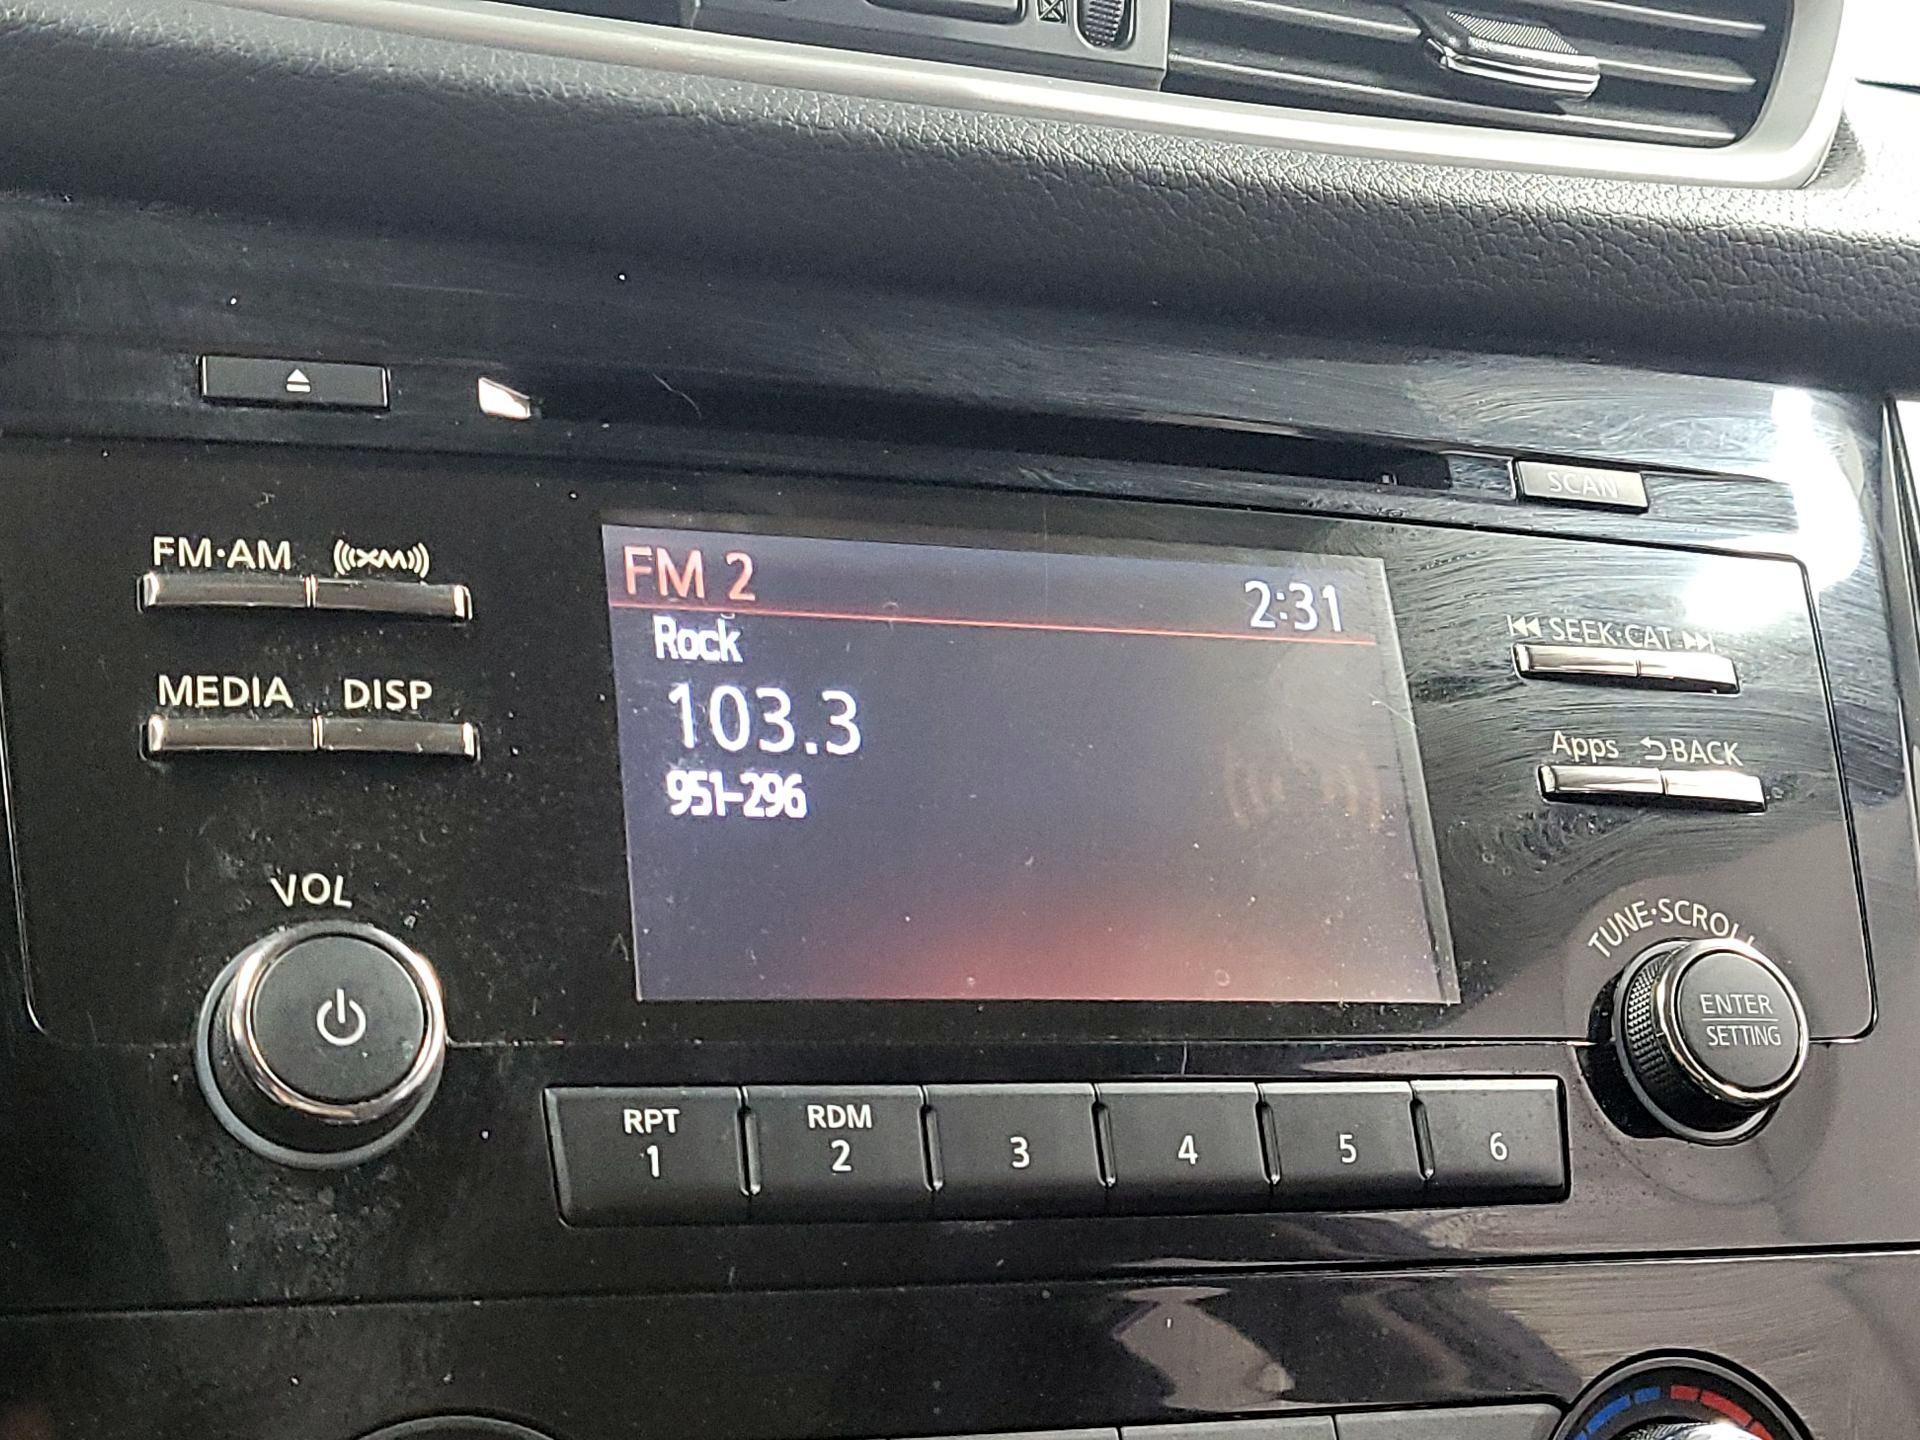 SCAN
FM·AM (((XM)))
FM 2 2:31
SEEK·CAT
Rock
MEDIA DISP
103.3
Apps BACK
951-296
VOL
TUNE·SCROLL
ENTER
SETTING
RPT RDM
1 2 3 4 5 6